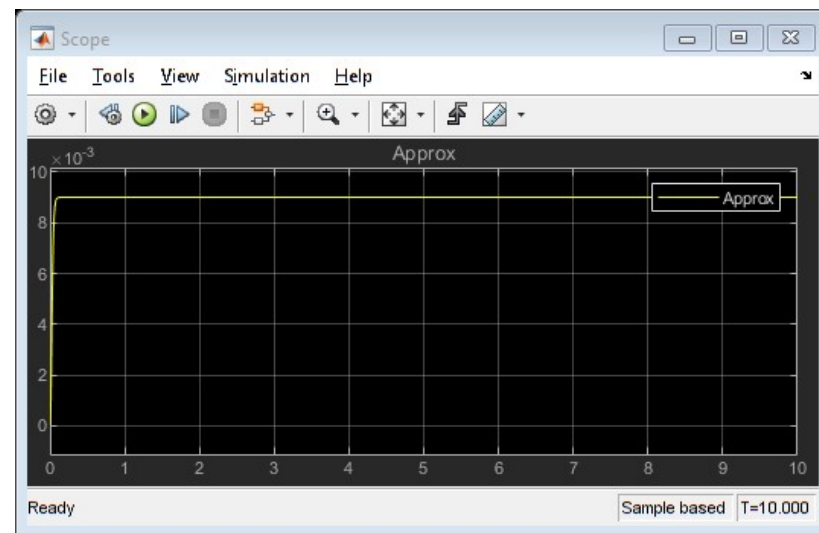 Scope
File Tools View Simulation Help
×10-3
Approx
10
8
6
4
2
0
Approx
0 1 2 3 4 5 6 7 8 9 10
Ready Sample based T=10.000